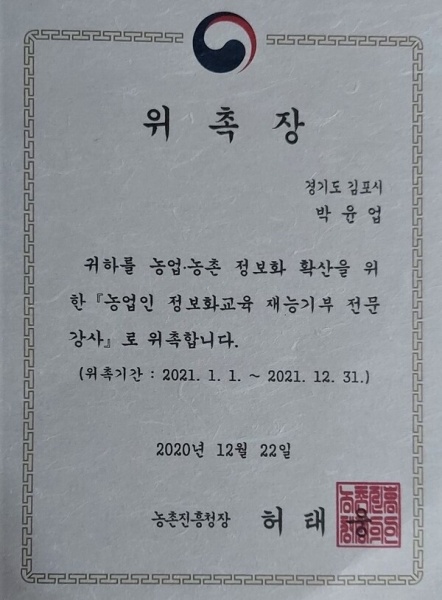 위 촉 장
경기도 김포시
박 윤 업
귀하를 농업·농촌 정보화 확산을 위
한『농업인 정보화교육 재능기부 전문
강사』로 위촉합니다.
(위촉기간 : 2021. 1. 1. ~ 2021. 12. 31.)
2020년 12월 22일
농촌진흥청장 허 태 웅